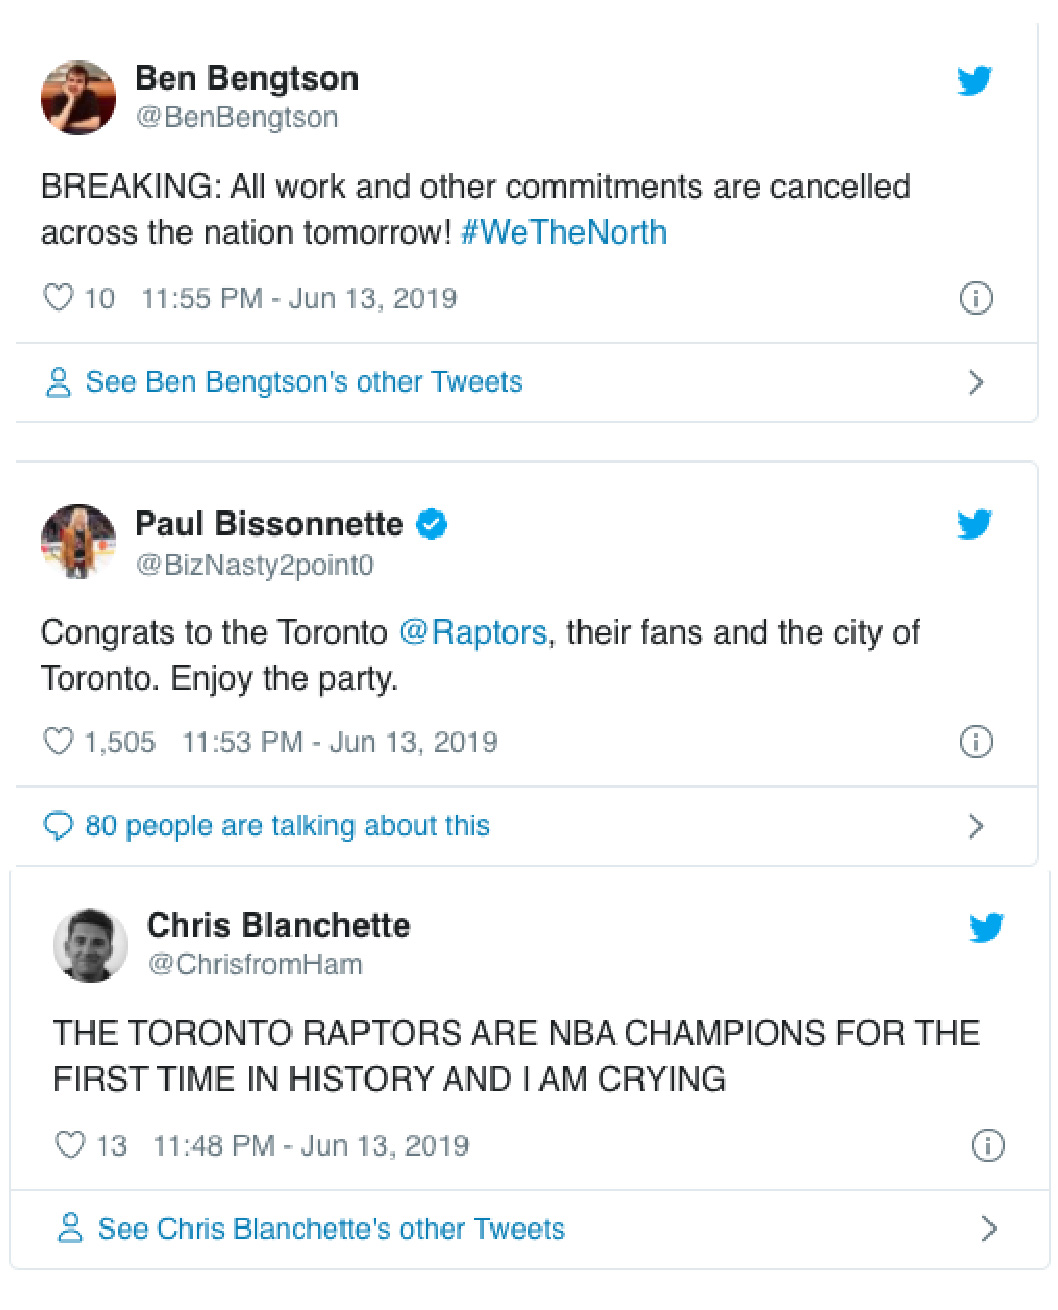 Ben Bengtson
@BenBengtson
BREAKING: All work and other commitments are cancelled
across the nation tomorrow! #WeTheNorth
10 11:55 PM - Jun 13, 2019
See Ben Bengtson's other Tweets
Paul Bissonnette
@BizNasty2point0
Congrats to the Toronto @Raptors, their fans and the city of
Toronto. Enjoy the party.
1,505 11:53 PM - Jun 13, 2019
80 people are talking about this
Chris Blanchette
@ChrisfromHam
THE TORONTO RAPTORS ARE NBA CHAMPIONS FOR THE
FIRST TIME IN HISTORY AND I AM CRYING
13 11:48 PM - Jun 13, 2019
See Chris Blanchette's other Tweets